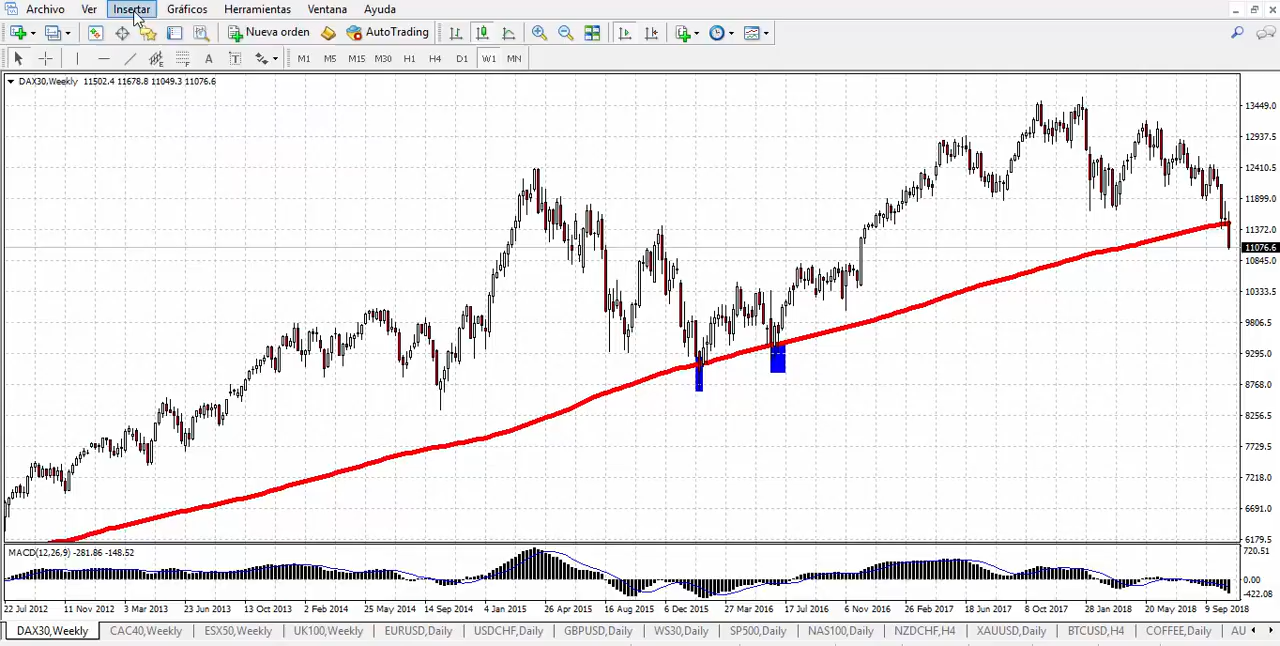 Archivo Ver Insertar Gráficos Herramientas Ventana Ayuda
Nueva orden AutoTrading
A T M1 M5 M15 M30 H1 H4 D1 W1 MN
DAX30,Weekly 11502.4 11678.8 11049.3 11076.6
13449.0
12937.5
12410.5
11899.0
11372.0
11076.6
10845.0
10333.5
9806.5
9295.0
8768.0
8256.5
7729.5
7218.0
6691.0
6179.5
MACD(12,26,9) -281.86 -148.52
720.51
0.00
-422.08
22 Jul 2012 11 Nov 2012 3 Mar 2013 23 Jun 2013 13 Oct 2013 2 Feb 2014 25 May 2014 14 Sep 2014 4 Jan 2015 26 Apr 2015 16 Aug 2015 6 Dec 2015 27 Mar 2016 17 Jul 2016 6 Nov 2016 26 Feb 2017 18 Jun 2017 8 Oct 2017 28 Jan 2018 20 May 2018 9 Sep 2018
DAX30,Weekly CAC40,Weekly ESX50,Weekly UK100,Weekly EURUSD,Daily USDCHF,Daily GBPUSD,Daily WS30,Daily SP500,Daily NAS100,Daily NZDCHF,H4 XAUUSD,Daily BTCUSD,H4 COFFEE,Daily AU